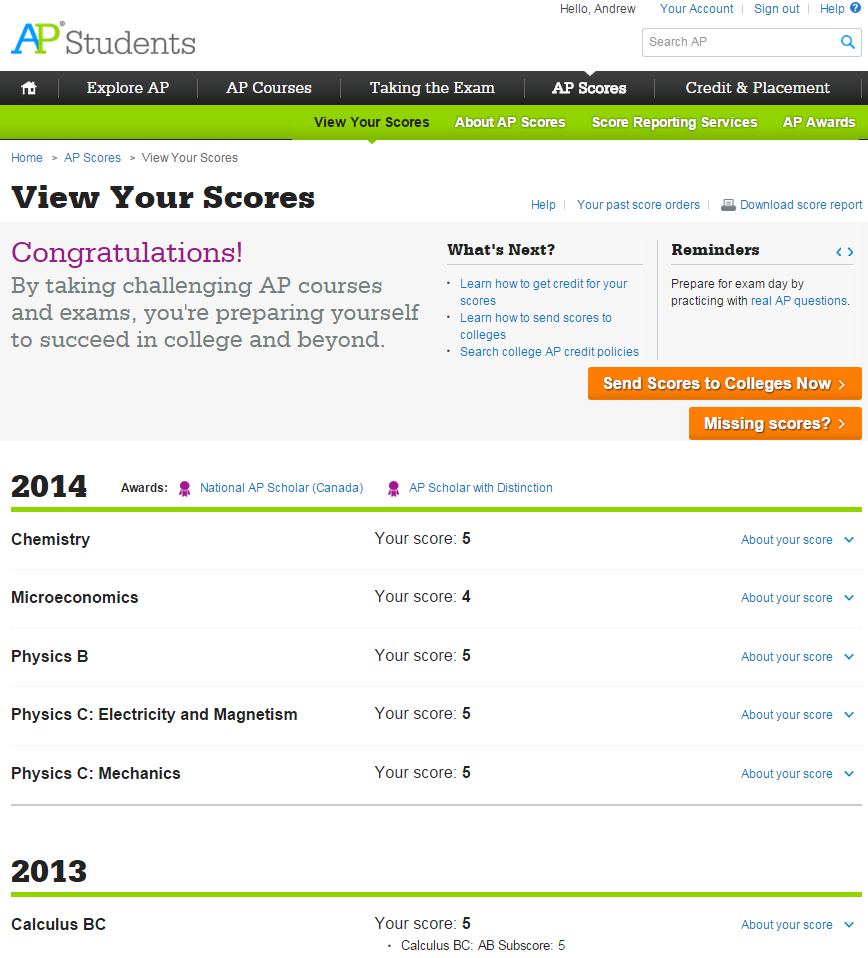 Hello, Andrew Your Account Sign out Help ?
AP® Students
Search AP
Explore AP AP Courses Taking the Exam AP Scores Credit & Placement
View Your Scores About AP Scores Score Reporting Services AP Awards
Home > AP Scores > View Your Scores
View Your Scores
Help Your past score orders Download score report
Congratulations!
By taking challenging AP courses
and exams, you're preparing yourself
to succeed in college and beyond.
What's Next?
• Learn how to get credit for your
scores
• Learn how to send scores to
colleges
• Search college AP credit policies
Reminders
Prepare for exam day by
practicing with real AP questions.
Send Scores to Colleges Now >
Missing scores? >
2014 Awards: National AP Scholar (Canada) AP Scholar with Distinction
Chemistry Your score: 5 About your score
Microeconomics Your score: 4 About your score
Physics B Your score: 5 About your score
Physics C: Electricity and Magnetism Your score: 5 About your score
Physics C: Mechanics Your score: 5 About your score
2013
Calculus BC Your score: 5 About your score
• Calculus BC: AB Subscore: 5